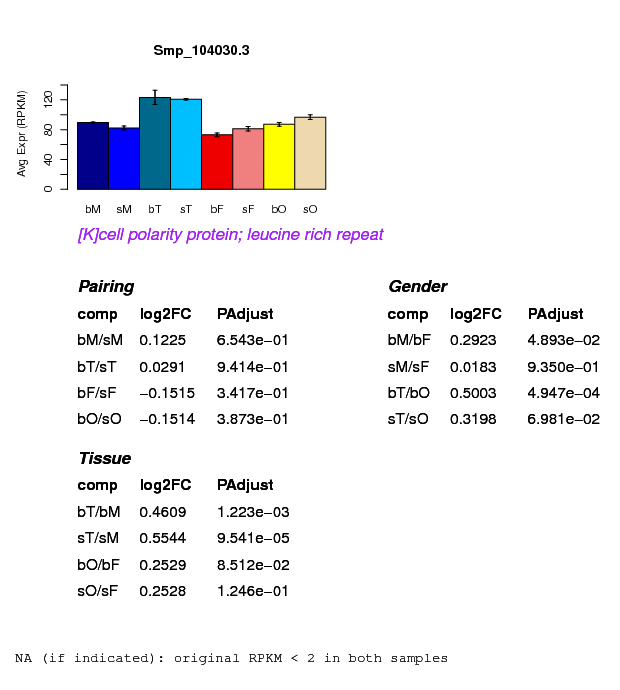 Smp_104030.3
Avg Expr (RPKM)
120
80
40
0
bM sM bT sT bF sF bO sO
[K]cell polarity protein; leucine rich repeat
Pairing
comp log2FC PAdjust
bM/sM 0.1225 6.543e−01
bT/sT 0.0291 9.414e−01
bF/sF −0.1515 3.417e−01
bO/sO −0.1514 3.873e−01
Gender
comp log2FC PAdjust
bM/bF 0.2923 4.893e−02
sM/sF 0.0183 9.350e−01
bT/bO 0.5003 4.947e−04
sT/sO 0.3198 6.981e−02
Tissue
comp log2FC PAdjust
bT/bM 0.4609 1.223e−03
sT/sM 0.5544 9.541e−05
bO/bF 0.2529 8.512e−02
sO/sF 0.2528 1.246e−01
NA (if indicated): original RPKM < 2 in both samples